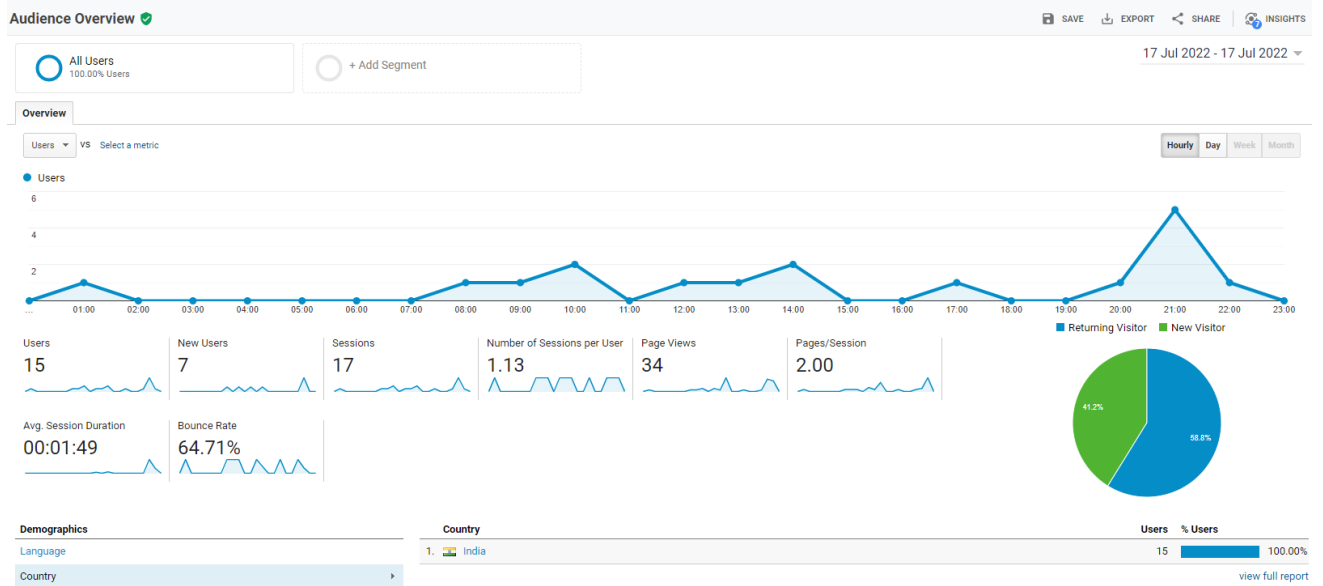 Audience Overview
SAVE EXPORT SHARE INSIGHTS
7
All Users
100.00% Users
+ Add Segment
17 Jul 2022 - 17 Jul 2022
Overview
Users VS Select a metric
Hourly Day Week Month
Users
6
4
2
... 01:00 02:00 03:00 04:00 05:00 06:00 07:00 08:00 09:00 10:00 11:00 12:00 13:00 14:00 15:00 16:00 17:00 18:00 19:00 20:00 21:00 22:00 23:00
Returning Visitor New Visitor
Users New Users Sessions Number of Sessions per User Page Views Pages/Session
15 7 17 1.13 34 2.00
41.2%
58.8%
Avg. Session Duration Bounce Rate
00:01:49 64.71%
Demographics Country Users % Users
Language 1. India 15 100.00%
Country view full report